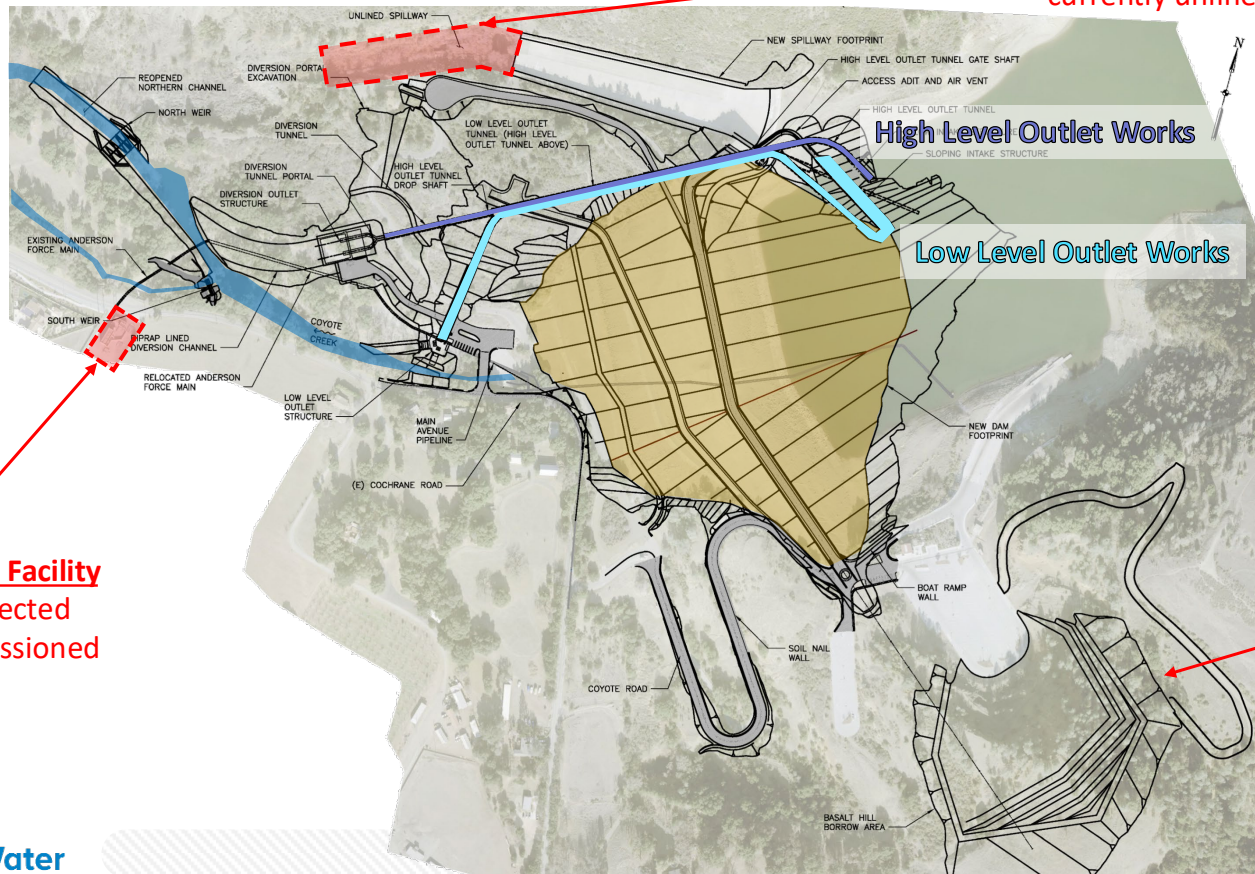 currently unline
UNLINED SPILLWAY
N
NEW SPILLWAY FOOTPRINT
DIVERSION PORTAL
EXCAVATION
HIGH LEVEL OUTLET TUNNEL GATE SHAFT
REOPENED
NORTHERN CHANNEL
ACCESS ADIT AND AIR VENT
NORTH WEIR
HIGH LEVEL OUTLET TUNNEL
DIVERSION
TUNNEL
LOW LEVEL OUTLET
TUNNEL (HIGH LEVEL
OUTLET TUNNEL ABOVE)
High Level Outlet Works
SLOPING INTAKE STRUCTURE
DIVERSION
TUNNEL PORTAL
HIGH LEVEL
OUTLET TUNNEL
DROP SHAFT
DIVERSION OUTLET
STRUCTURE
EXISTING ANDERSON
FORCE MAIN
Low Level Outlet Works
SOUTH WEIR
COYOTE
CREEK
RIPRAP LINED
DIVERSION CHANNEL
RELOCATED ANDERSON
FORCE MAIN
LOW LEVEL
OUTLET
STRUCTURE
MAIN
AVENUE
PIPELINE
NEW DAM
FOOTPRINT
(E) COCHRANE ROAD
Facility
ected
ssioned
BOAT RAMP
WALL
SOIL NAIL
WALL
COYOTE ROAD
BASALT HILL
BORROW AREA
Vater